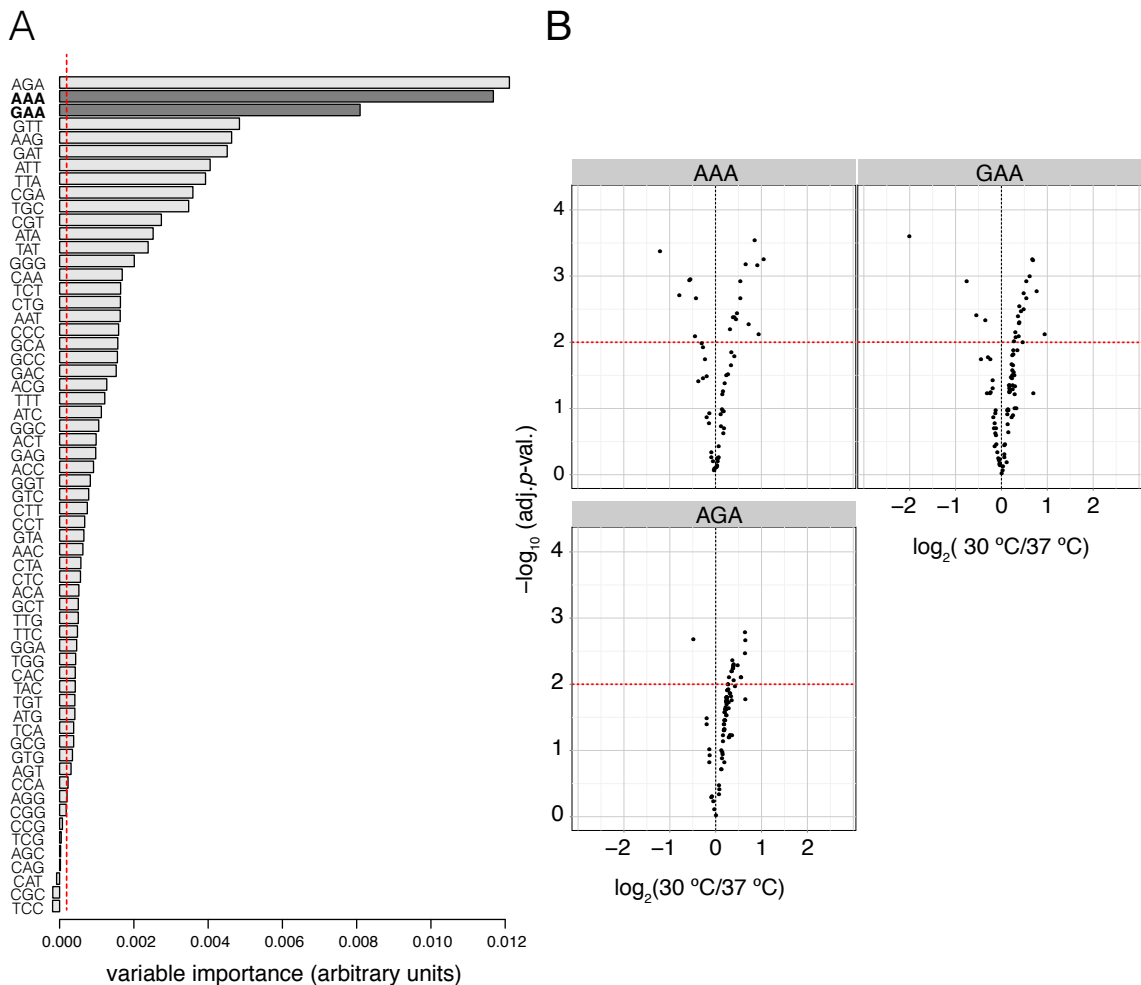 A
AGA
AAA
GAA
GTT
AAG
GAT
ATT
TTA
CGA
TGC
CGT
ATA
TAT
GGG
CAA
TCT
CTG
AAT
CCC
GCA
GCC
GAC
ACG
TTT
ATC
GGC
ACT
GAG
ACC
GGT
GTC
CTT
CCT
GTA
AAC
CTA
CTC
ACA
GCT
TTG
TTC
GGA
TGG
CAC
TAC
TGT
ATG
TCA
GCG
GTG
AGT
CCA
AGG
CGG
CCG
TCG
AGC
CAG
CAT
CGC
TCC
0.000 0.002 0.004 0.006 0.008 0.010 0.012
variable importance (arbitrary units)
B
AAA GAA
4
3
2
1
0
−2 −1 0 1 2
log₂( 30 ºC/37 ºC)
AGA
−log₁₀ (adj.p-val.)
4
3
2
1
0
−2 −1 0 1 2
log₂(30 ºC/37 ºC)